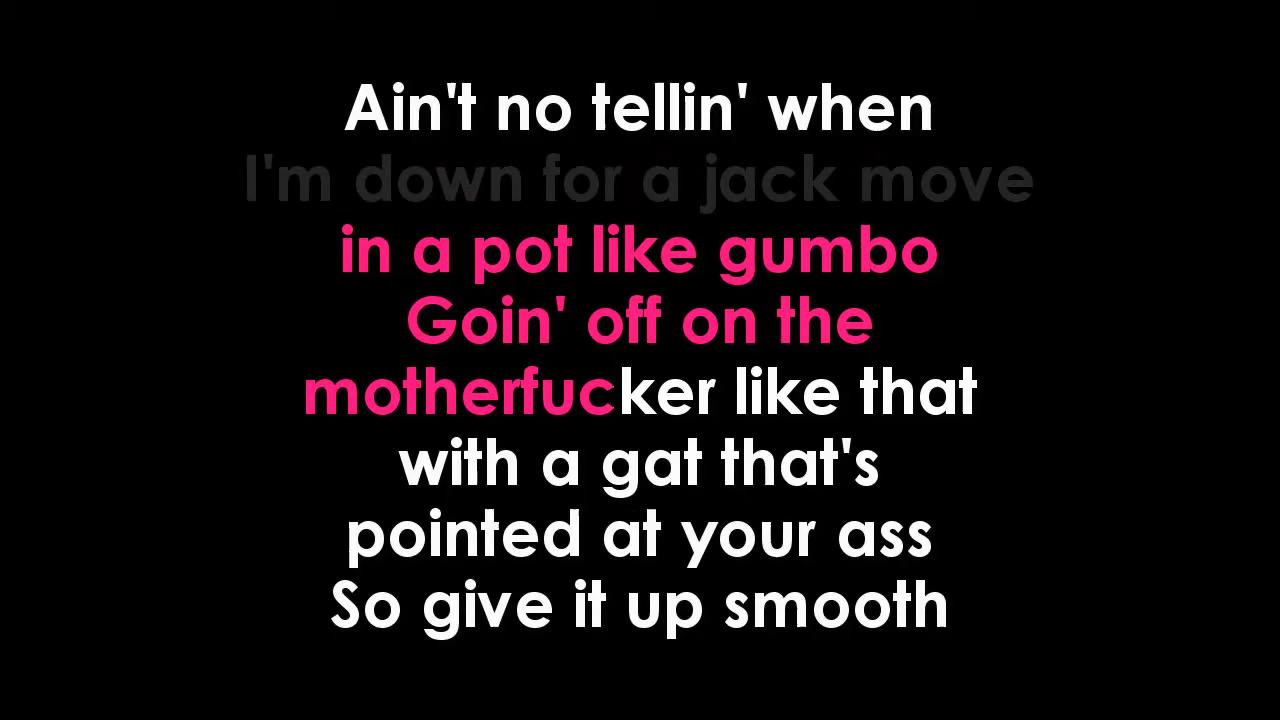 Ain't no tellin' when
I'm down for a jack move
in a pot like gumbo
Goin' off on the
motherfucker like that
with a gat that's
pointed at your ass
So give it up smooth